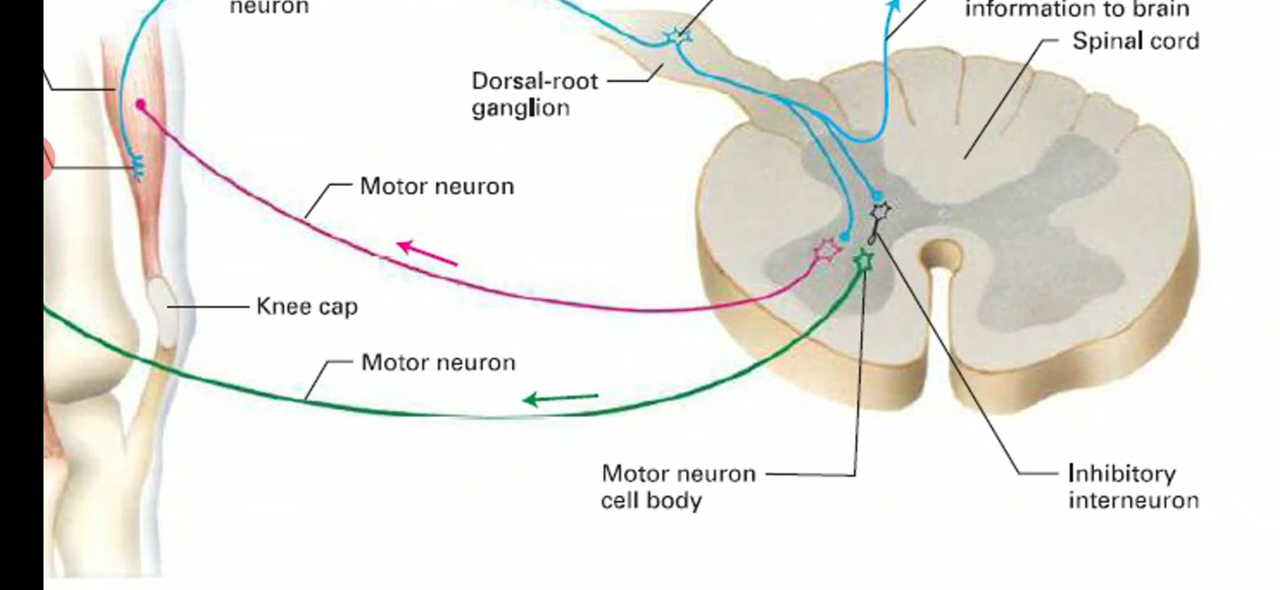 neuron
information to brain
Spinal cord
Dorsal-root
ganglion
Motor neuron
Knee cap
Motor neuron
Motor neuron
cell body
Inhibitory
interneuron